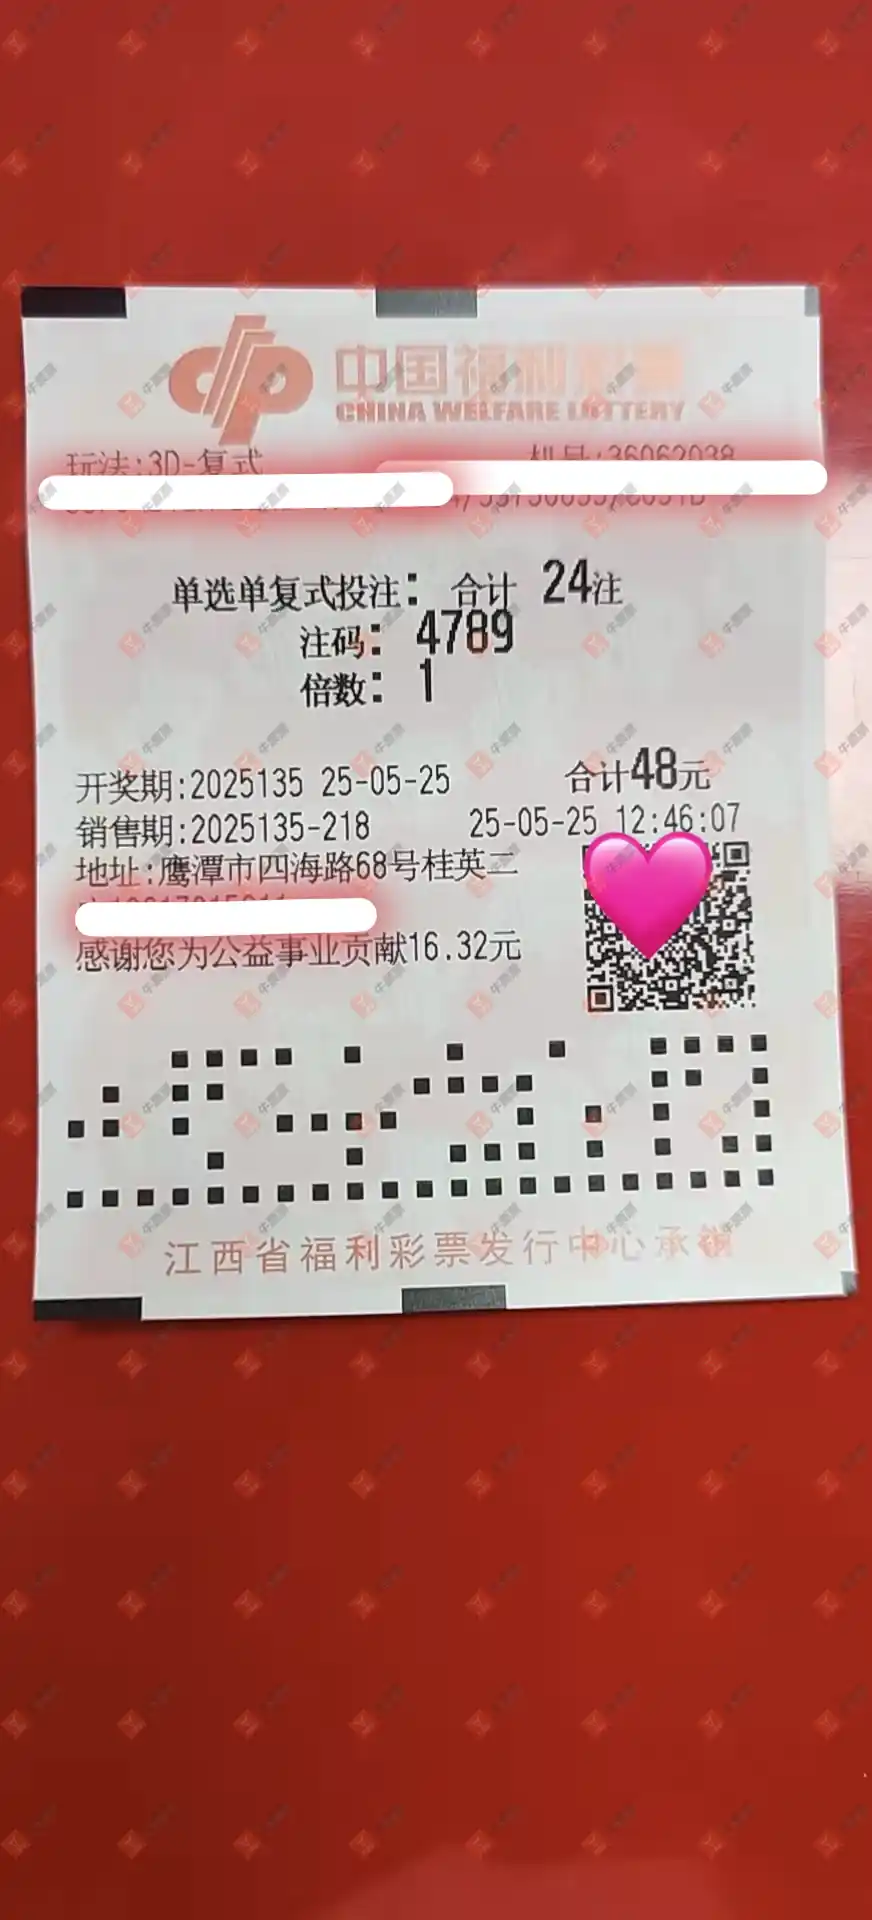 中国福利彩票
CHINA WELFARE LOTTERY
玩法:3D-复式 机号:36062038
单选单复式投注: 合计 24注
注码: 4789
倍数: 1
开奖期:2025135 25-05-25 合计48元
销售期:2025135-218 25-05-25 12:46:07
地址:鹰潭市四海路68号桂英二
感谢您为公益事业贡献16.32元
江西省福利彩票发行中心承销